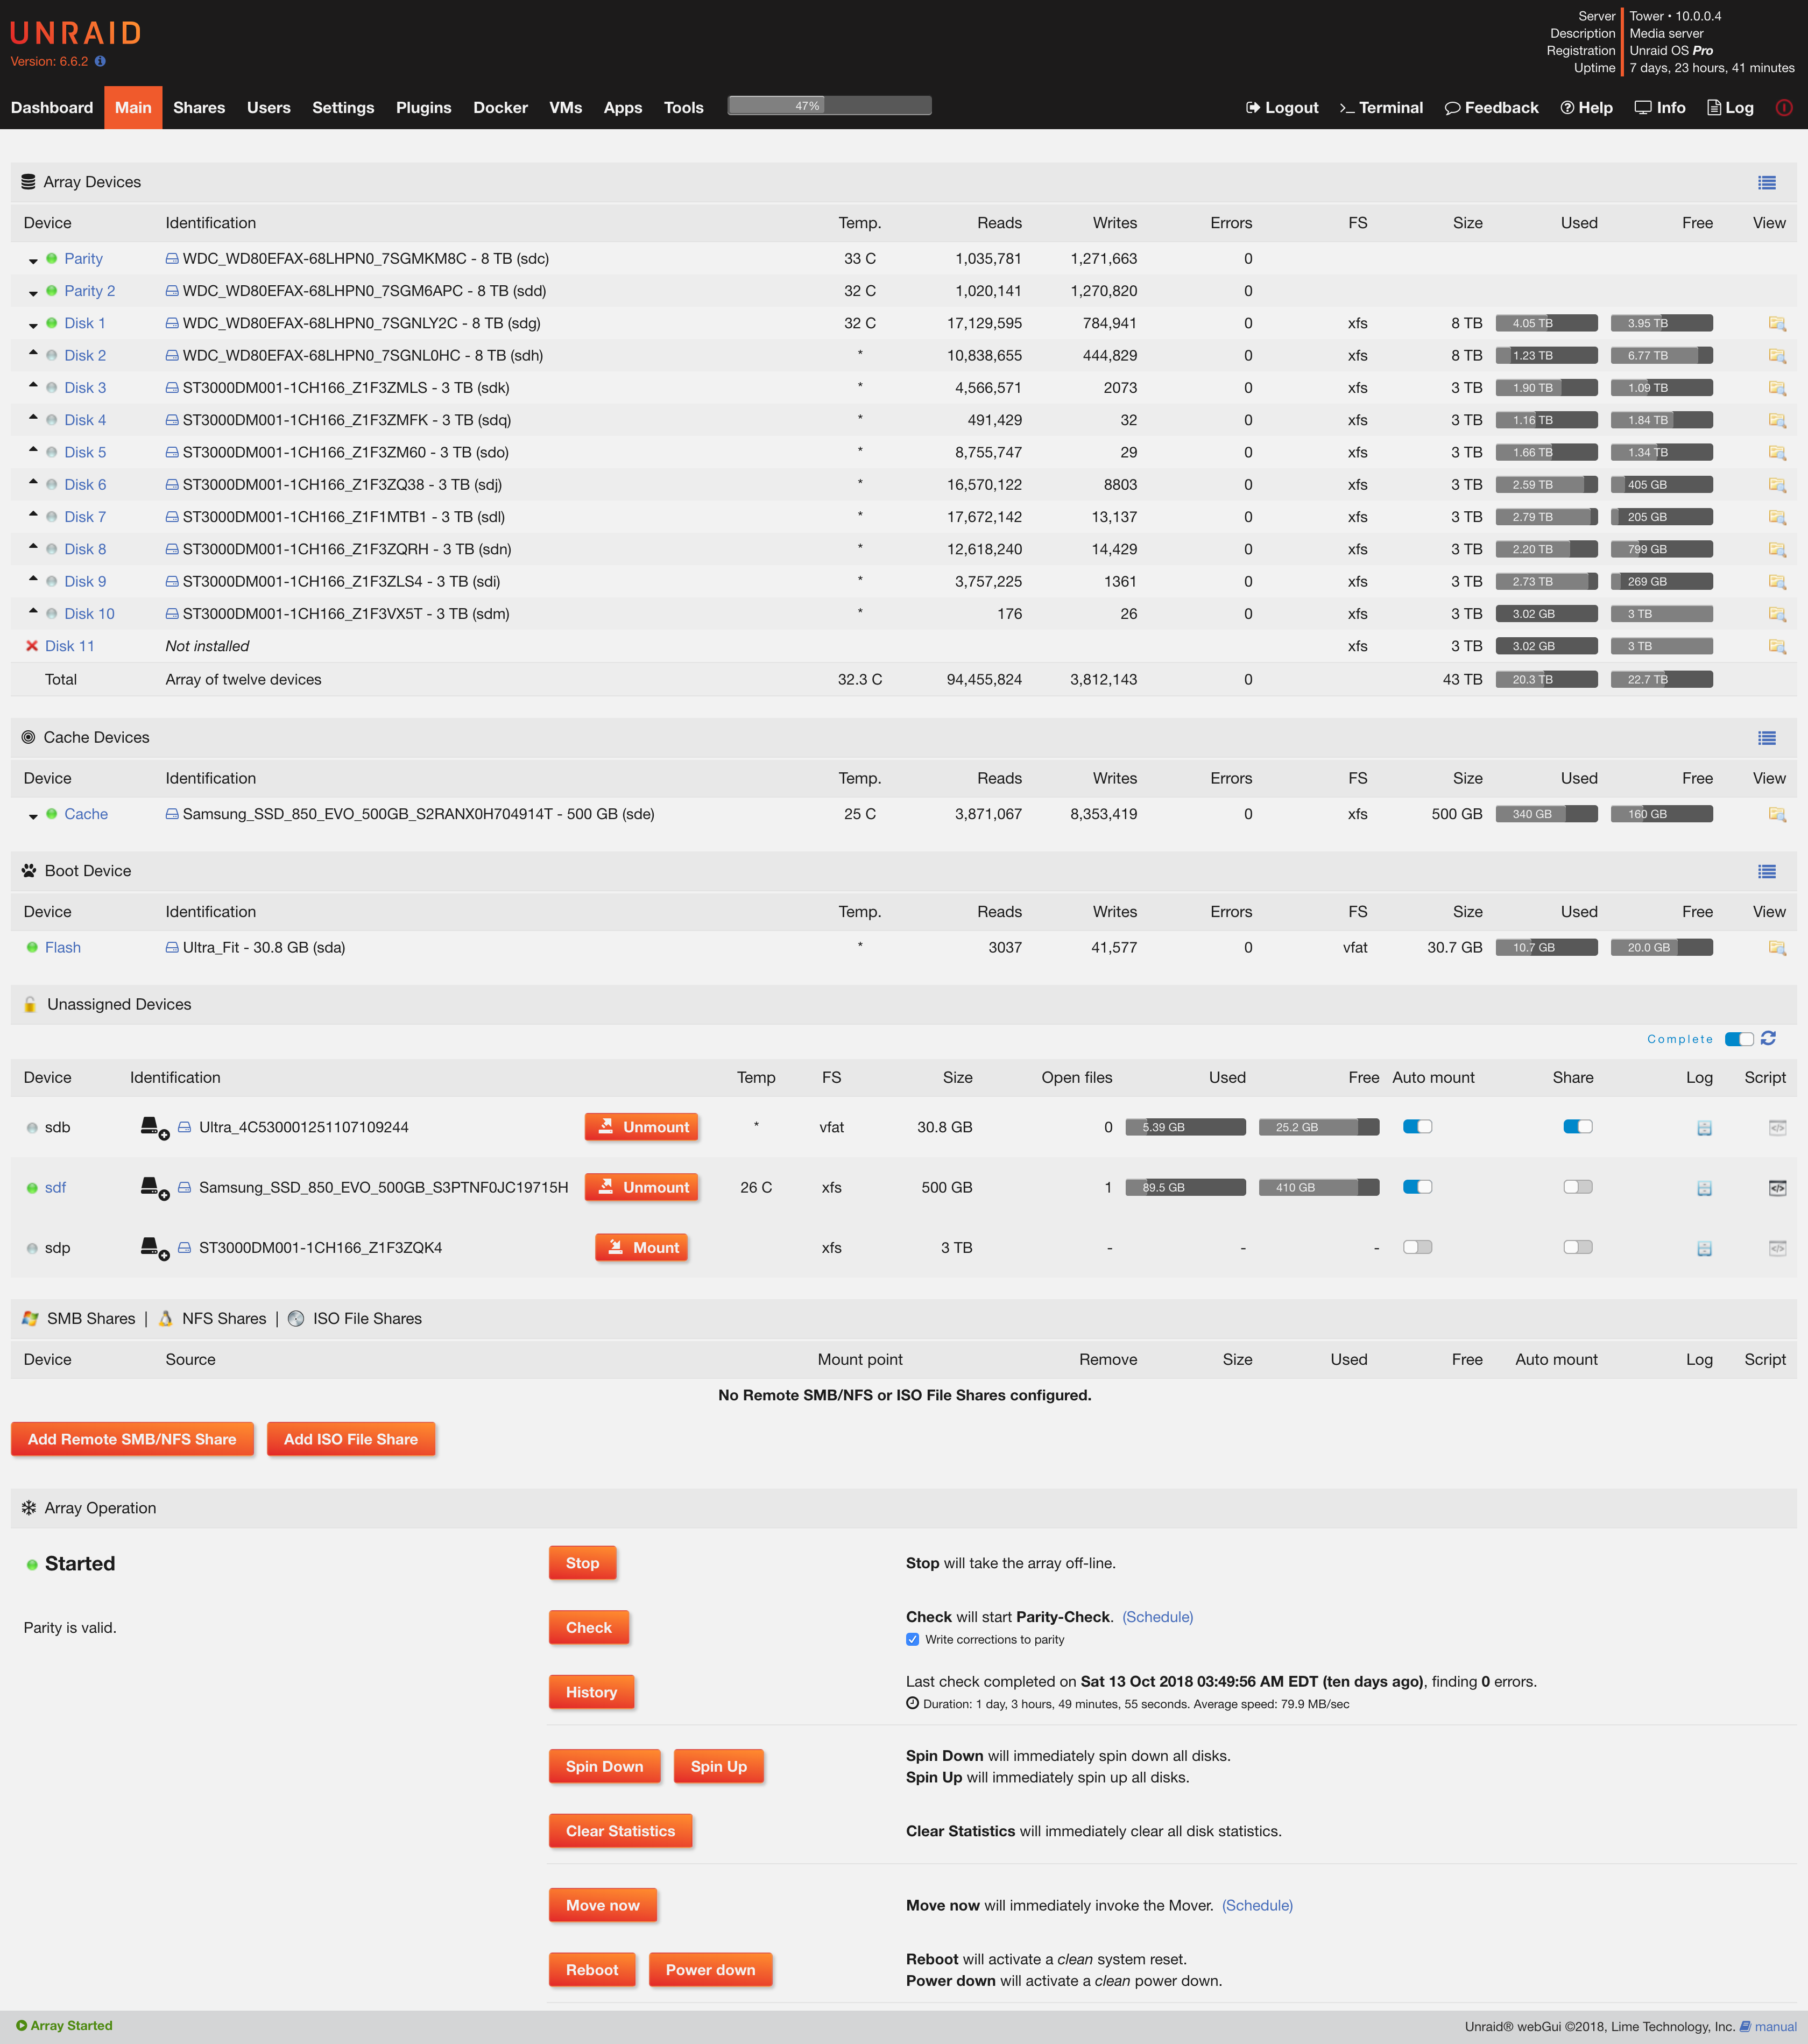 UNRAID
Version: 6.6.2
Server Tower • 10.0.0.4
Description Media server
Registration Unraid OS Pro
Uptime 7 days, 23 hours, 41 minutes
Dashboard Main Shares Users Settings Plugins Docker VMs Apps Tools 47% Logout Terminal Feedback Help Info Log
Array Devices
Device Identification Temp. Reads Writes Errors FS Size Used Free View
Parity WDC_WD80EFAX-68LHPN0_7SGMKM8C - 8 TB (sdc) 33 C 1,035,781 1,271,663 0
Parity 2 WDC_WD80EFAX-68LHPN0_7SGM6APC - 8 TB (sdd) 32 C 1,020,141 1,270,820 0
Disk 1 WDC_WD80EFAX-68LHPN0_7SGNLY2C - 8 TB (sdg) 32 C 17,129,595 784,941 0 xfs 8 TB 4.05 TB 3.95 TB
Disk 2 WDC_WD80EFAX-68LHPN0_7SGNL0HC - 8 TB (sdh) * 10,838,655 444,829 0 xfs 8 TB 1.23 TB 6.77 TB
Disk 3 ST3000DM001-1CH166_Z1F3ZMLS - 3 TB (sdk) * 4,566,571 2073 0 xfs 3 TB 1.90 TB 1.09 TB
Disk 4 ST3000DM001-1CH166_Z1F3ZMFK - 3 TB (sdq) * 491,429 32 0 xfs 3 TB 1.16 TB 1.84 TB
Disk 5 ST3000DM001-1CH166_Z1F3ZM60 - 3 TB (sdo) * 8,755,747 29 0 xfs 3 TB 1.66 TB 1.34 TB
Disk 6 ST3000DM001-1CH166_Z1F3ZQ38 - 3 TB (sdj) * 16,570,122 8803 0 xfs 3 TB 2.59 TB 405 GB
Disk 7 ST3000DM001-1CH166_Z1F1MTB1 - 3 TB (sdl) * 17,672,142 13,137 0 xfs 3 TB 2.79 TB 205 GB
Disk 8 ST3000DM001-1CH166_Z1F3ZQRH - 3 TB (sdn) * 12,618,240 14,429 0 xfs 3 TB 2.20 TB 799 GB
Disk 9 ST3000DM001-1CH166_Z1F3ZLS4 - 3 TB (sdi) * 3,757,225 1361 0 xfs 3 TB 2.73 TB 269 GB
Disk 10 ST3000DM001-1CH166_Z1F3VX5T - 3 TB (sdm) * 176 26 0 xfs 3 TB 3.02 GB 3 TB
Disk 11 Not installed xfs 3 TB 3.02 GB 3 TB
Total Array of twelve devices 32.3 C 94,455,824 3,812,143 0 43 TB 20.3 TB 22.7 TB
Cache Devices
Device Identification Temp. Reads Writes Errors FS Size Used Free View
Cache Samsung_SSD_850_EVO_500GB_S2RANX0H704914T - 500 GB (sde) 25 C 3,871,067 8,353,419 0 xfs 500 GB 340 GB 160 GB
Boot Device
Device Identification Temp. Reads Writes Errors FS Size Used Free View
Flash Ultra_Fit - 30.8 GB (sda) * 3037 41,577 0 vfat 30.7 GB 10.7 GB 20.0 GB
Unassigned Devices
Complete
Device Identification Temp FS Size Open files Used Free Auto mount Share Log Script
sdb Ultra_4C530001251107109244 Unmount * vfat 30.8 GB 0 5.39 GB 25.2 GB
sdf Samsung_SSD_850_EVO_500GB_S3PTNF0JC19715H Unmount 26 C xfs 500 GB 1 89.5 GB 410 GB
sdp ST3000DM001-1CH166_Z1F3ZQK4 Mount xfs 3 TB - - -
SMB Shares | NFS Shares | ISO File Shares
Device Source Mount point Remove Size Used Free Auto mount Log Script
No Remote SMB/NFS or ISO File Shares configured.
Add Remote SMB/NFS Share Add ISO File Share
Array Operation
Started Stop Stop will take the array off-line.
Parity is valid. Check Check will start Parity-Check. (Schedule)
Write corrections to parity
History Last check completed on Sat 13 Oct 2018 03:49:56 AM EDT (ten days ago), finding 0 errors.
Duration: 1 day, 3 hours, 49 minutes, 55 seconds. Average speed: 79.9 MB/sec
Spin Down Spin Up Spin Down will immediately spin down all disks.
Spin Up will immediately spin up all disks.
Clear Statistics Clear Statistics will immediately clear all disk statistics.
Move now Move now will immediately invoke the Mover. (Schedule)
Reboot Power down Reboot will activate a clean system reset.
Power down will activate a clean power down.
Array Started Unraid® webGui ©2018, Lime Technology, Inc. manual